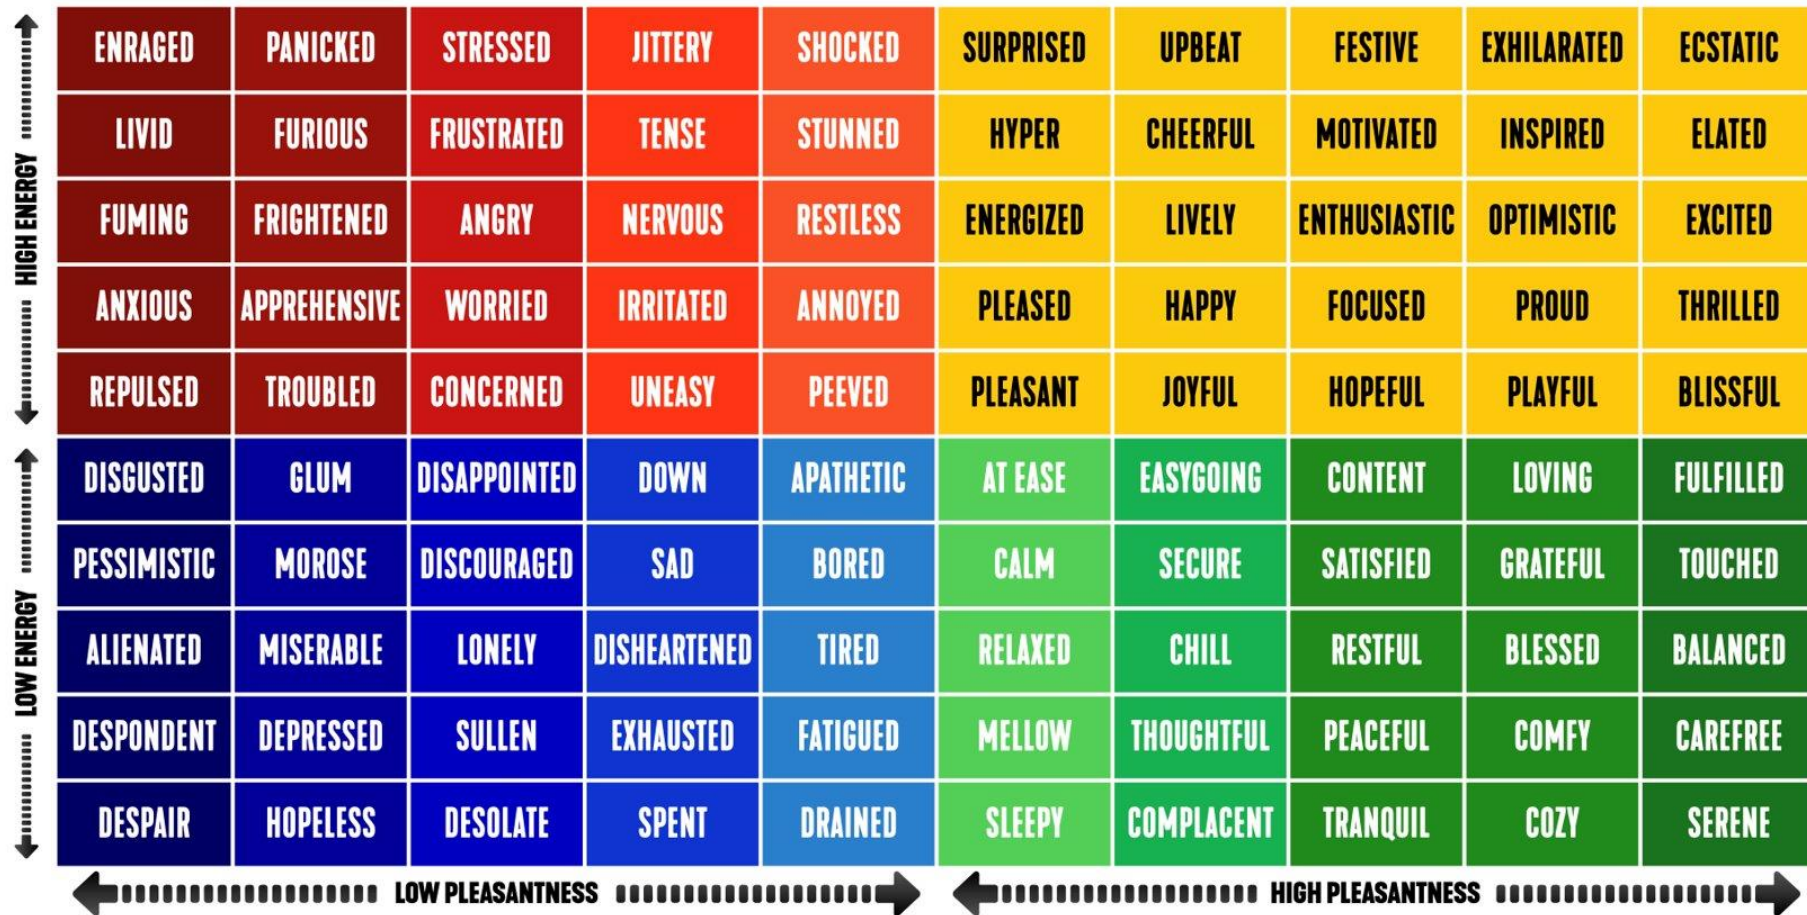 ENRAGED PANICKED STRESSED JITTERY SHOCKED SURPRISED UPBEAT FESTIVE EXHILARATED ECSTATIC
LIVID FURIOUS FRUSTRATED TENSE STUNNED HYPER CHEERFUL MOTIVATED INSPIRED ELATED
FUMING FRIGHTENED ANGRY NERVOUS RESTLESS ENERGIZED LIVELY ENTHUSIASTIC OPTIMISTIC EXCITED
ANXIOUS APPREHENSIVE WORRIED IRRITATED ANNOYED PLEASED HAPPY FOCUSED PROUD THRILLED
REPULSED TROUBLED CONCERNED UNEASY PEEVED PLEASANT JOYFUL HOPEFUL PLAYFUL BLISSFUL
HIGH ENERGY
DISGUSTED GLUM DISAPPOINTED DOWN APATHETIC AT EASE EASYGOING CONTENT LOVING FULFILLED
PESSIMISTIC MOROSE DISCOURAGED SAD BORED CALM SECURE SATISFIED GRATEFUL TOUCHED
ALIENATED MISERABLE LONELY DISHEARTENED TIRED RELAXED CHILL RESTFUL BLESSED BALANCED
DESPONDENT DEPRESSED SULLEN EXHAUSTED FATIGUED MELLOW THOUGHTFUL PEACEFUL COMFY CAREFREE
DESPAIR HOPELESS DESOLATE SPENT DRAINED SLEEPY COMPLACENT TRANQUIL COZY SERENE
LOW ENERGY
LOW PLEASANTNESS HIGH PLEASANTNESS